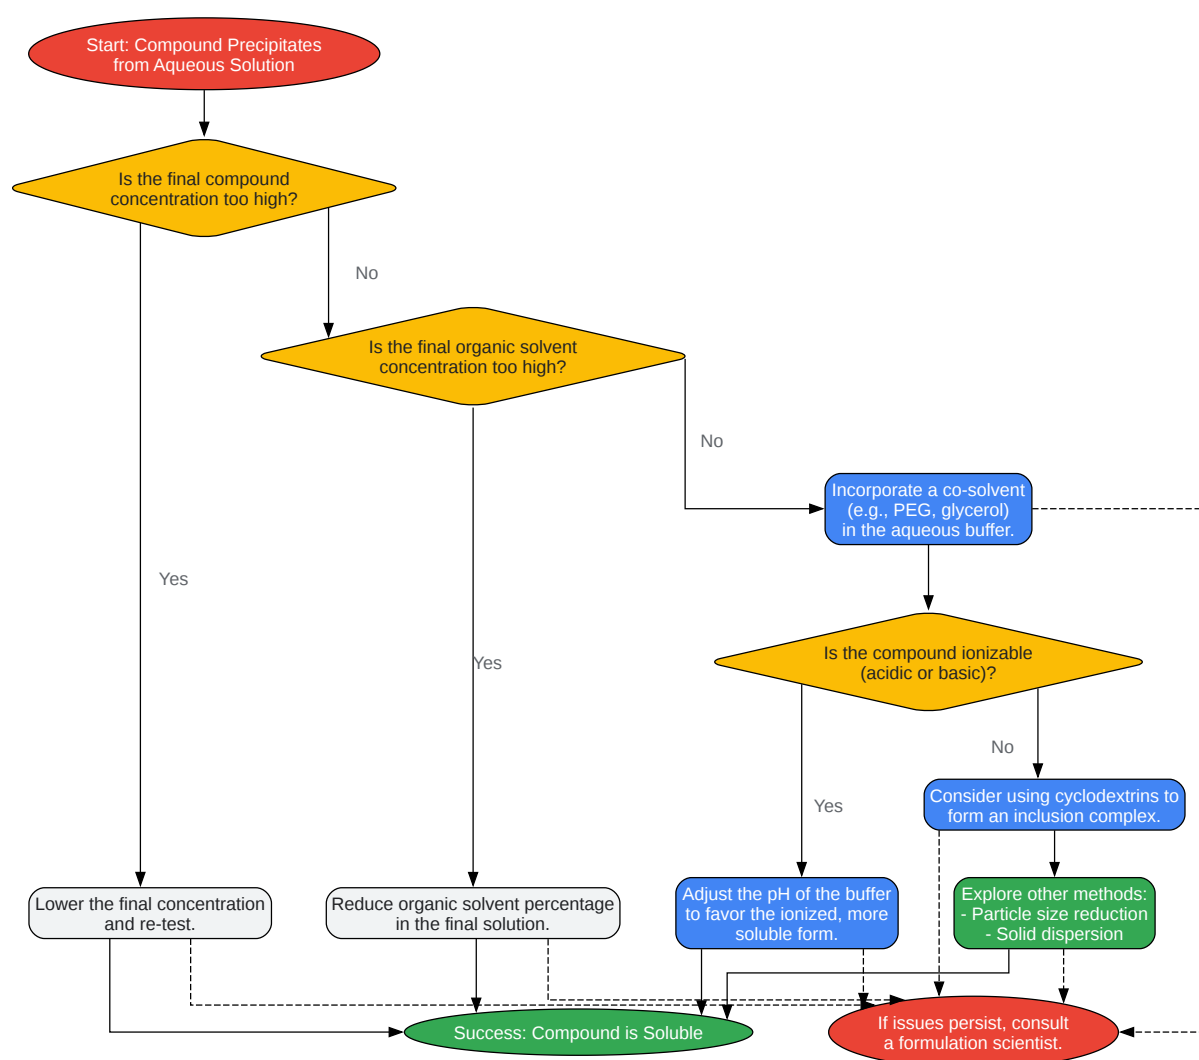 Start: Compound Precipitates
from Aqueous Solution
Is the final compound
concentration too high?
No
Is the final organic solvent
concentration too high?
No
Incorporate a co-solvent
(e.g., PEG, glycerol)
in the aqueous buffer.
Yes
Yes
Is the compound ionizable
(acidic or basic)?
No
Yes
Consider using cyclodextrins to
form an inclusion complex.
Lower the final concentration
and re-test.
Reduce organic solvent percentage
in the final solution.
Adjust the pH of the buffer
to favor the ionized, more
soluble form.
Explore other methods:
- Particle size reduction
- Solid dispersion
Success: Compound is Soluble
If issues persist, consult
a formulation scientist.